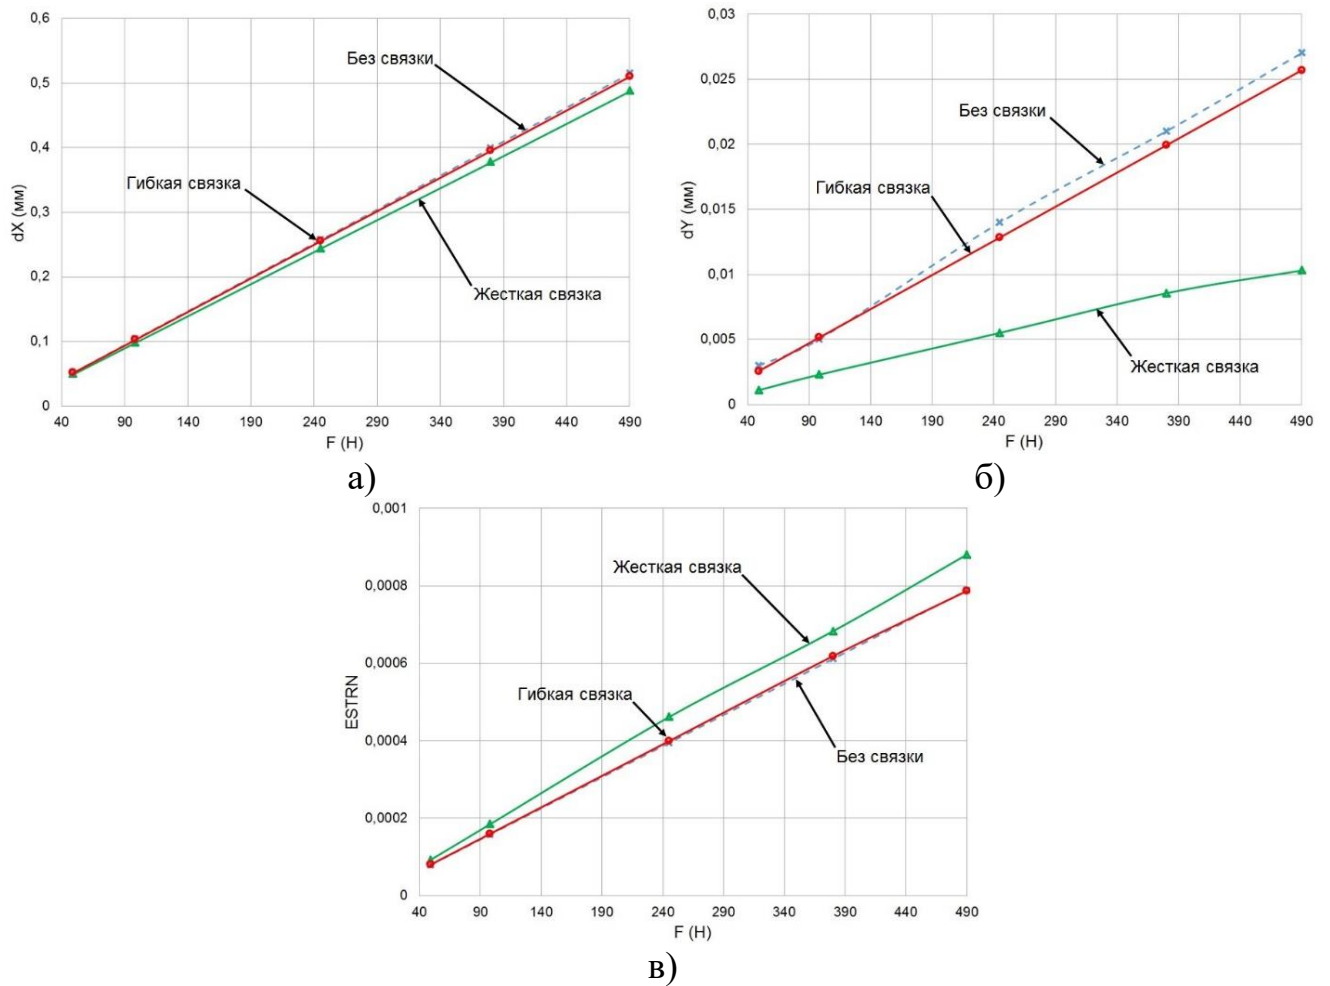 0,6
0,5
0,4
0,3
0,2
0,1
0
dX (мм)
Без связки
Гибкая связка
Жесткая связка
40 90 140 190 240 290 340 390 440 490
F (Н)
а)
0,03
0,025
0,02
0,015
0,01
0,005
0
dY (мм)
Без связки
Гибкая связка
Жесткая связка
40 90 140 190 240 290 340 390 440 490
F (Н)
б)
0,001
0,0008
0,0006
0,0004
0,0002
0
ESTRN
Жесткая связка
Гибкая связка
Без связки
40 90 140 190 240 290 340 390 440 490
F (Н)
в)